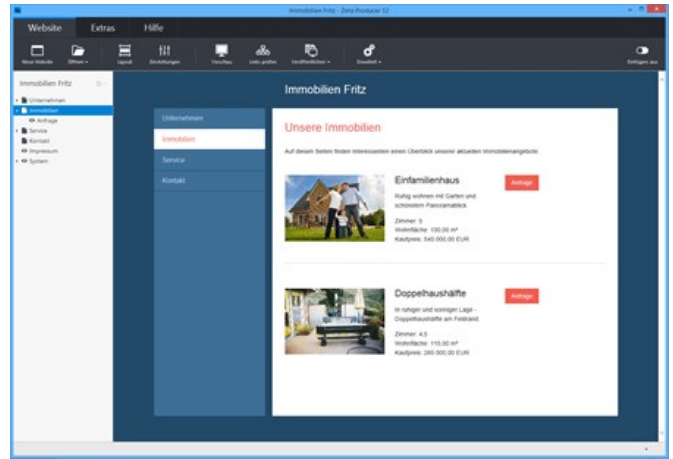 Immobilien Fritz - Zeta Producer 12
Website Extras Hilfe
Neue Website Öffnen Layout Einstellungen Vorschau Links prüfen Veröffentlichen Erweitert Einfügen aus
Immobilien Fritz
Unternehmen
Immobilien
Anfrage
Service
Kontakt
Impressum
System
Immobilien Fritz
Unternehmen
Immobilien
Service
Kontakt
Unsere Immobilien
Auf diesen Seiten finden Interessenten einen Überblick unserer aktuellen Immobilienangebote.
Einfamilienhaus
Anfrage
Ruhig wohnen mit Garten und
schönstem Panoramablick.
Zimmer: 5
Wohnfläche: 130,00 m²
Kaufpreis: 545.000,00 EUR
Doppelhaushälfte
Anfrage
In ruhiger und sonniger Lage -
Doppelhaushälfte am Feldrand.
Zimmer: 4,5
Wohnfläche: 110,00 m²
Kaufpreis: 265.000,00 EUR